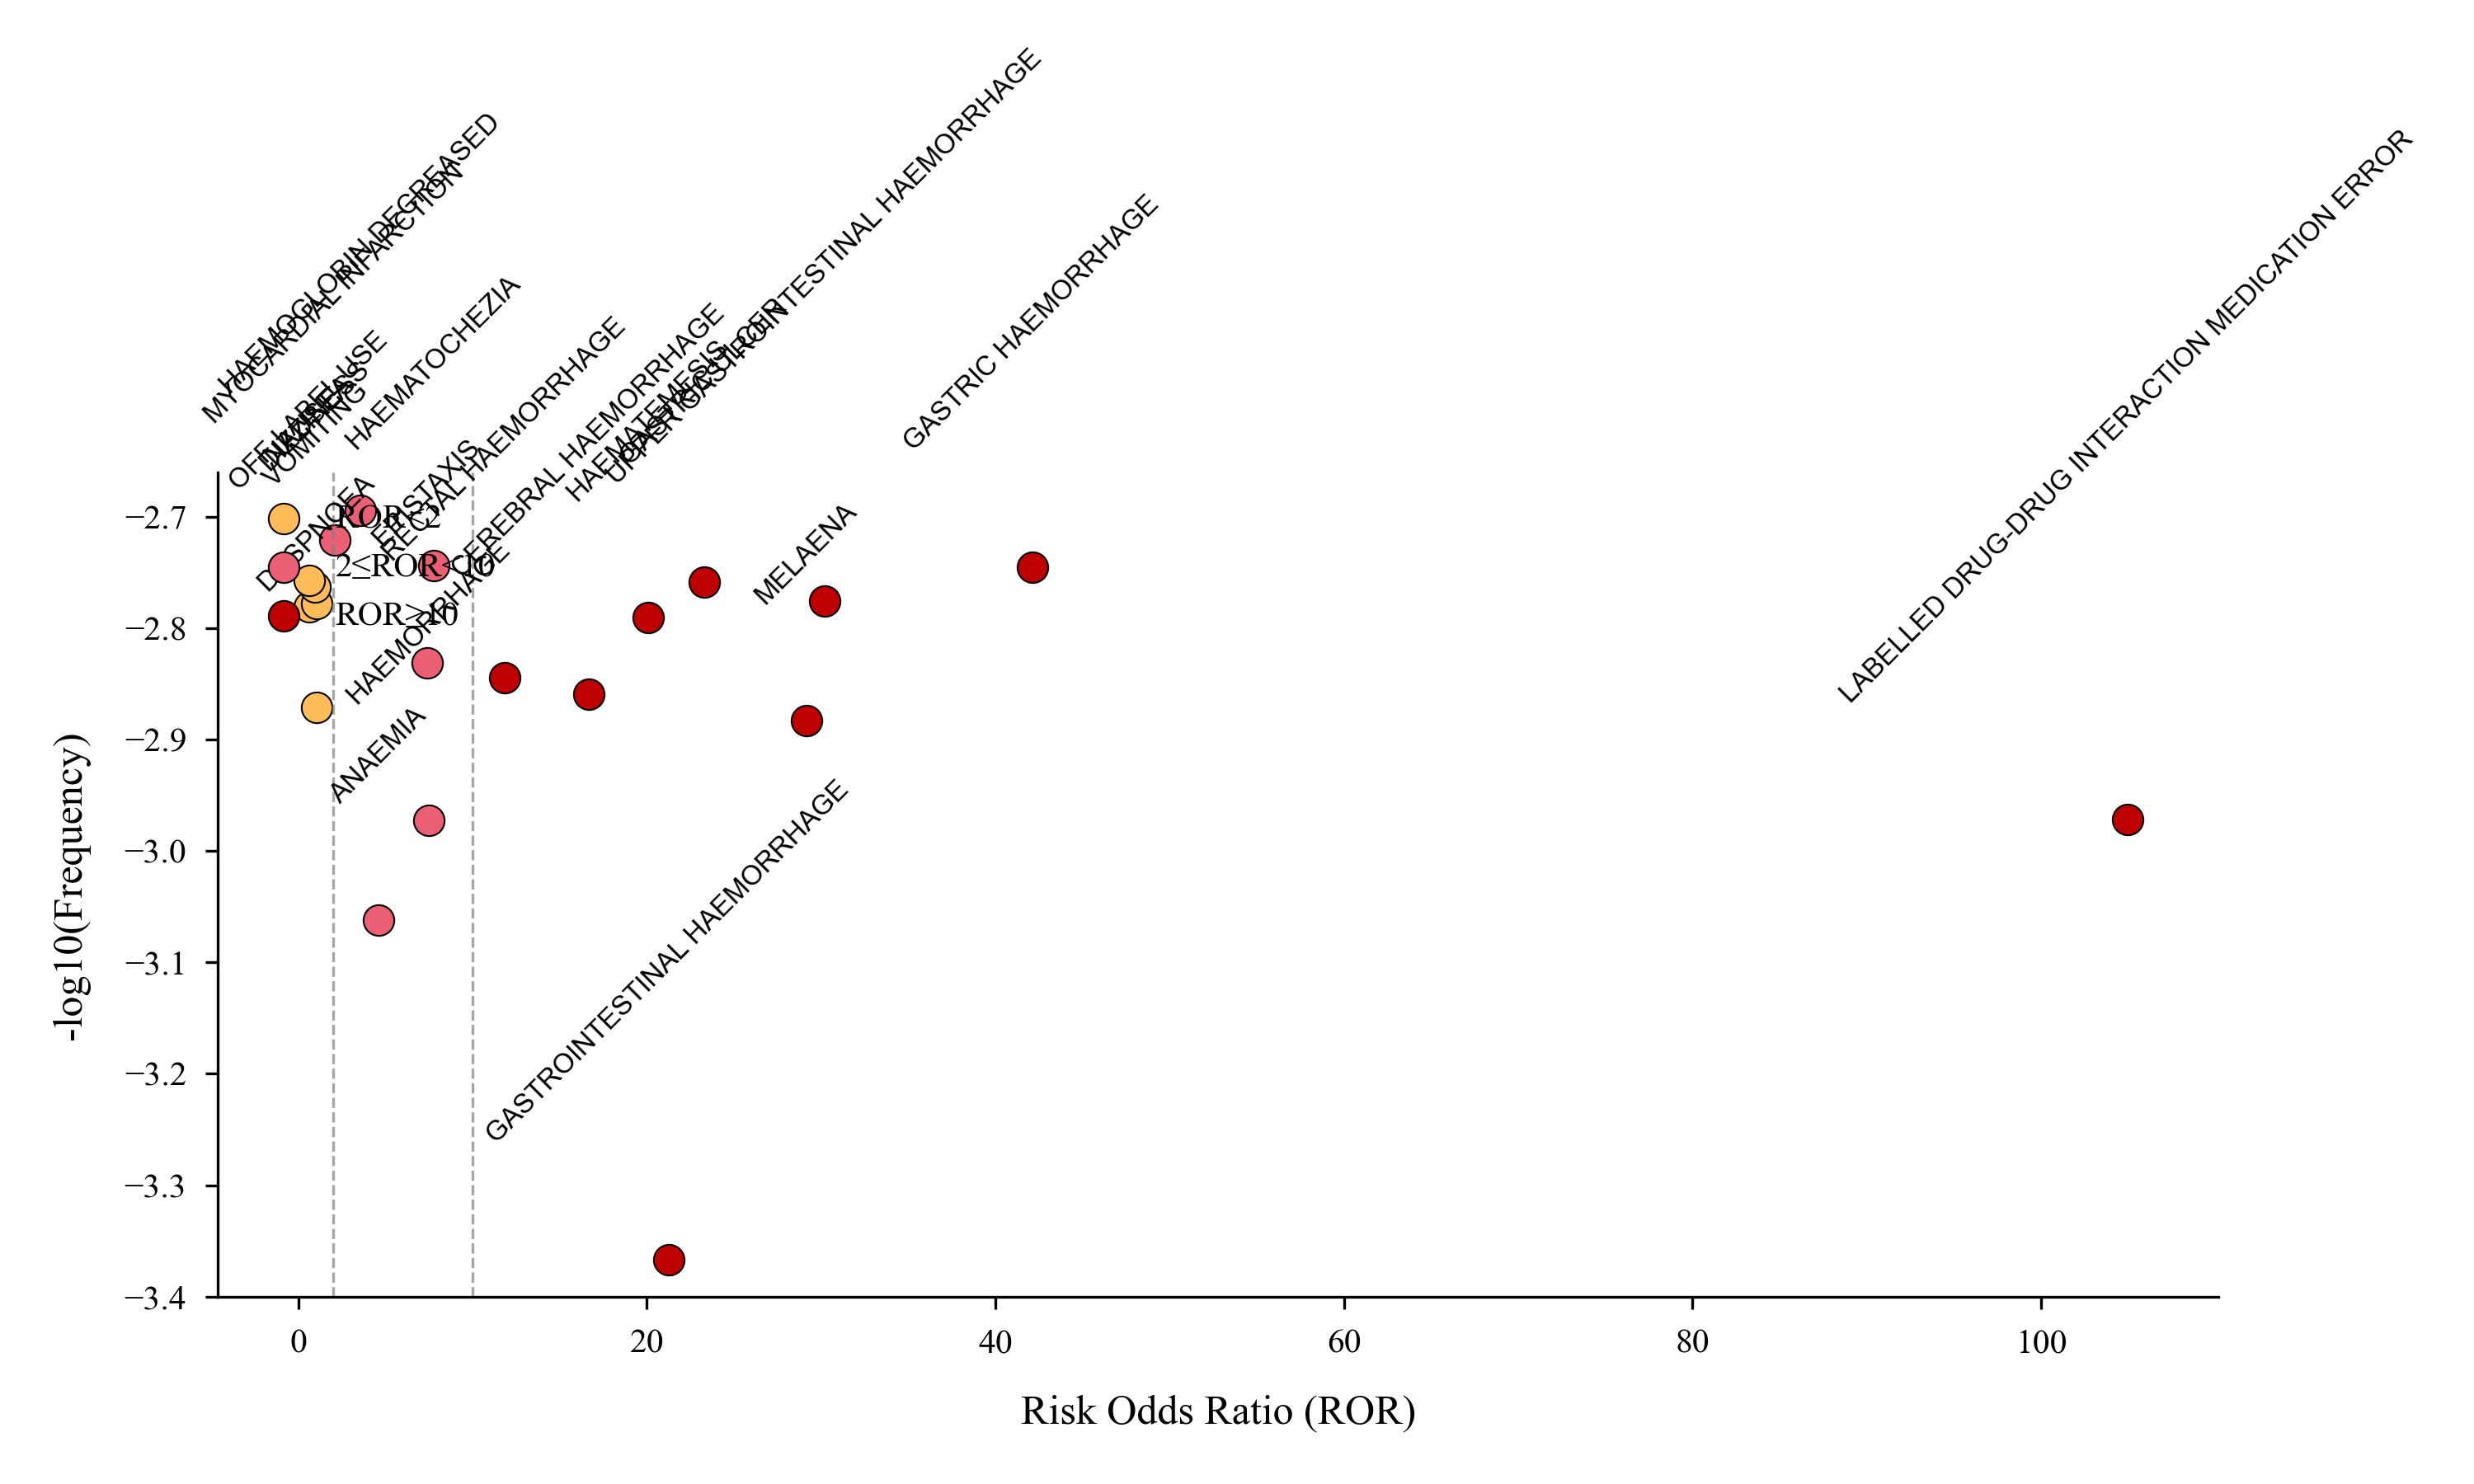 HAEMOGLOBIN DECREASED
MYOCARDIAL INFARCTION
UPPER GASTROINTESTINAL HAEMORRHAGE
GASTRIC HAEMORRHAGE
LABELLED DRUG-DRUG INTERACTION MEDICATION ERROR
HAEMATOCHEZIA
OFF LABEL USE
VOMITING
RECTAL HAEMORRHAGE
EPISTAXIS
CEREBRAL HAEMORRHAGE
HAEMATEMESIS
DYSPNOEA
MELAENA
HAEMORRHAGE
ANAEMIA
GASTROINTESTINAL HAEMORRHAGE
ROR<2
2≤ROR<10
ROR≥10
−2.7
−2.8
−2.9
−3.0
−3.1
−3.2
−3.3
−3.4
-log10(Frequency)
0 20 40 60 80 100
Risk Odds Ratio (ROR)